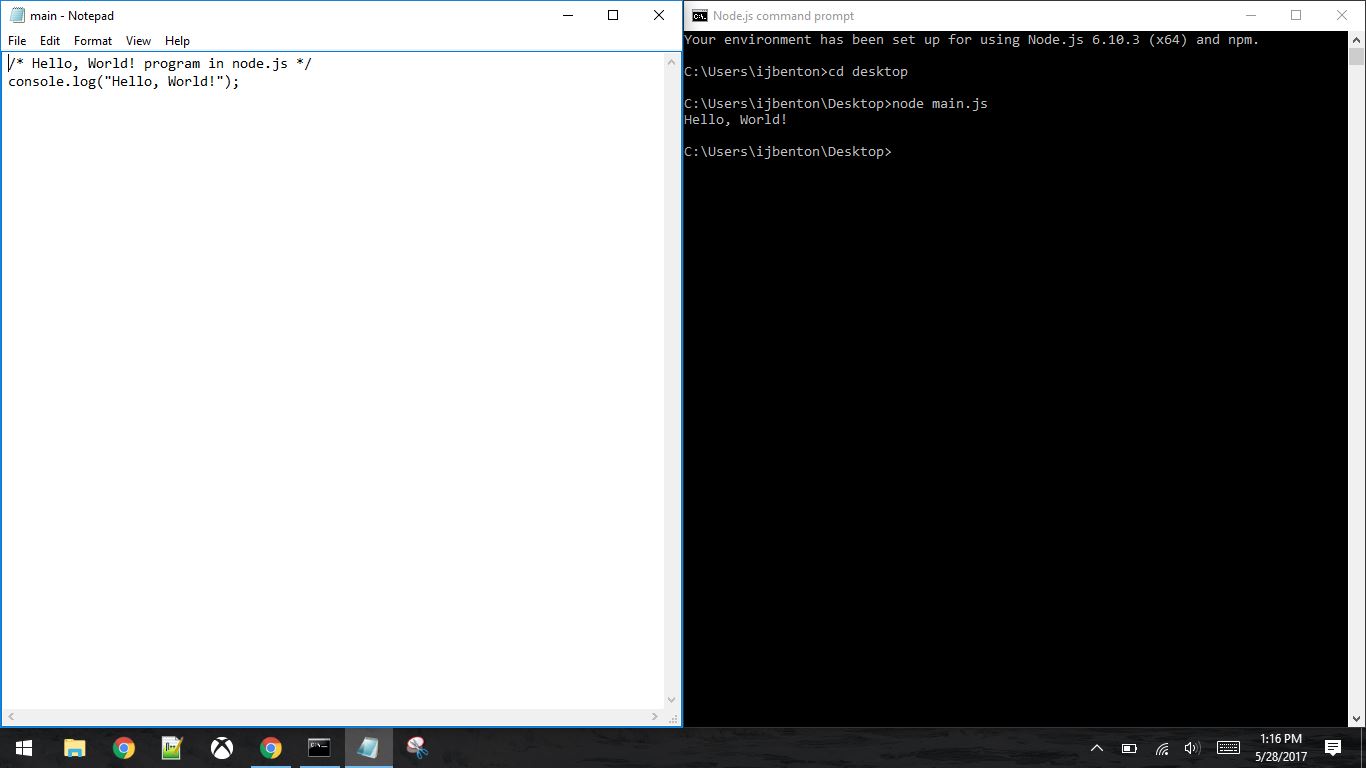 main - Notepad
File Edit Format View Help
/* Hello, World! program in node.js */
console.log("Hello, World!");
Node.js command prompt
Your environment has been set up for using Node.js 6.10.3 (x64) and npm.
C:\Users\ijbenton>cd desktop
C:\Users\ijbenton\Desktop>node main.js
Hello, World!
C:\Users\ijbenton\Desktop>
1:16 PM
5/28/2017